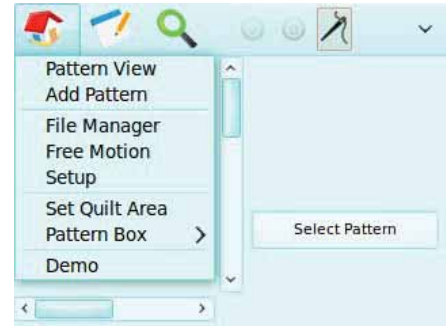 Pattern View
Add Pattern
File Manager
Free Motion
Setup
Set Quilt Area
Pattern Box
Demo
Select Pattern